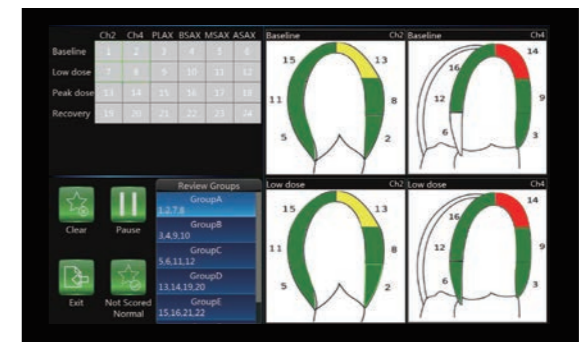 Ch2 Ch4 PLAX BSAX MSAX ASAX
Baseline 1 2 3 4 5 6
Low dose 7 8 9 10 11 12
Peak dose 13 14 15 16 17 18
Recovery 19 20 21 22 23 24
Baseline Ch2
15 13
11 8
5 2
Baseline Ch4
14
16
12 9
6 3
Clear
Pause
Exit
Not Scored
Normal
Review Groups
GroupA
1,2,7,8
GroupB
3,4,9,10
GroupC
5,6,11,12
GroupD
13,14,19,20
GroupE
15,16,21,22
Low dose Ch2
15 13
11 8
5 2
Low dose Ch4
14
16
12 9
6 3